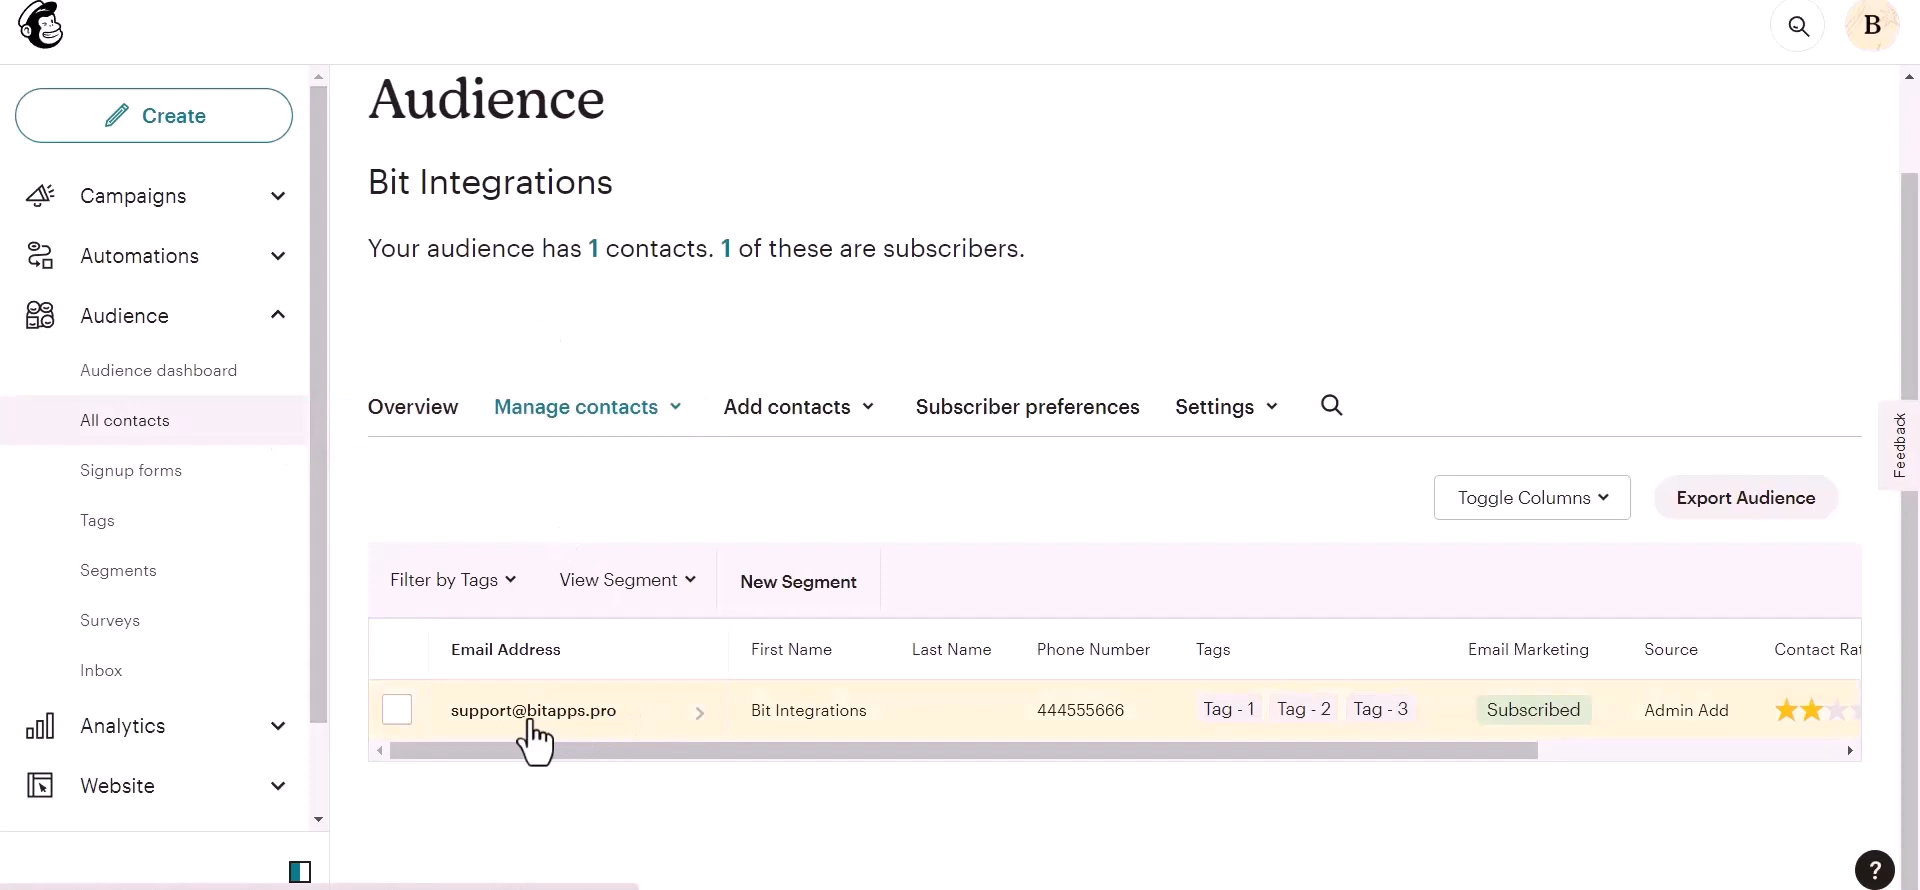 B
Create
Campaigns
Automations
Audience
Audience dashboard
All contacts
Signup forms
Tags
Segments
Surveys
Inbox
Analytics
Website
Audience
Bit Integrations
Your audience has 1 contacts. 1 of these are subscribers.
Overview Manage contacts Add contacts Subscriber preferences Settings
Toggle Columns Export Audience
Filter by Tags View Segment New Segment
Email Address First Name Last Name Phone Number Tags Email Marketing Source Contact Rat
support@bitapps.pro Bit Integrations 444555666 Tag - 1 Tag - 2 Tag - 3 Subscribed Admin Add
Feedback
?